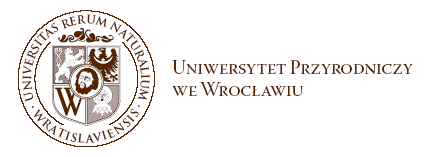 UNIVERSITAS RERUM NATURALIUM
· WRATISLAVIENSIS ·
W
UNIWERSYTET PRZYRODNICZY
WE WROCŁAWIU